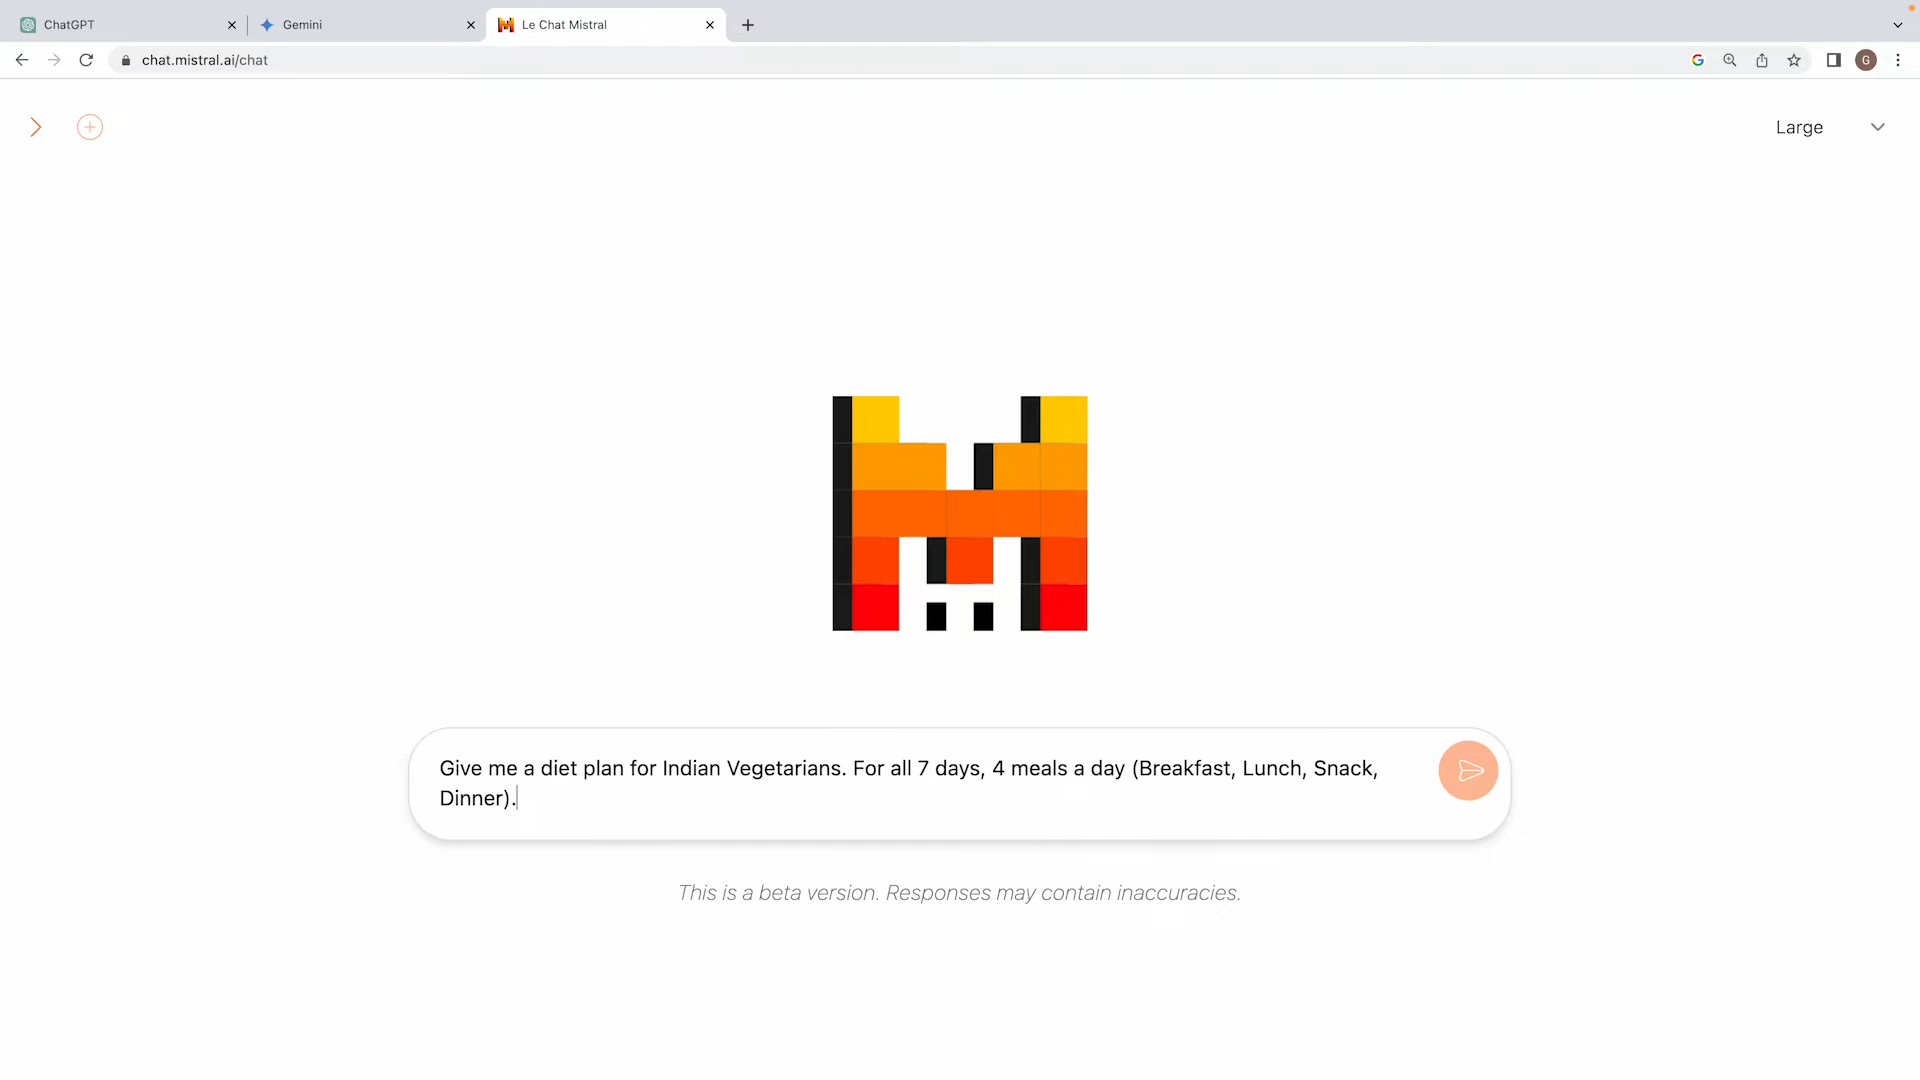 ChatGPT
Gemini
Le Chat Mistral
chat.mistral.ai/chat
G
Large
Give me a diet plan for Indian Vegetarians. For all 7 days, 4 meals a day (Breakfast, Lunch, Snack,
Dinner).
This is a beta version. Responses may contain inaccuracies.